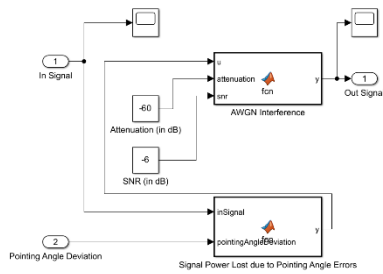 1
In Signal
u
attenuation
snr
fcn
y
AWGN Interference
1
Out Signa
-60
Attenuation (in dB)
-6
SNR (in dB)
2
Pointing Angle Deviation
inSignal
pointingAngleDeviation
y
Signal Power Lost due to Pointing Angle Errors